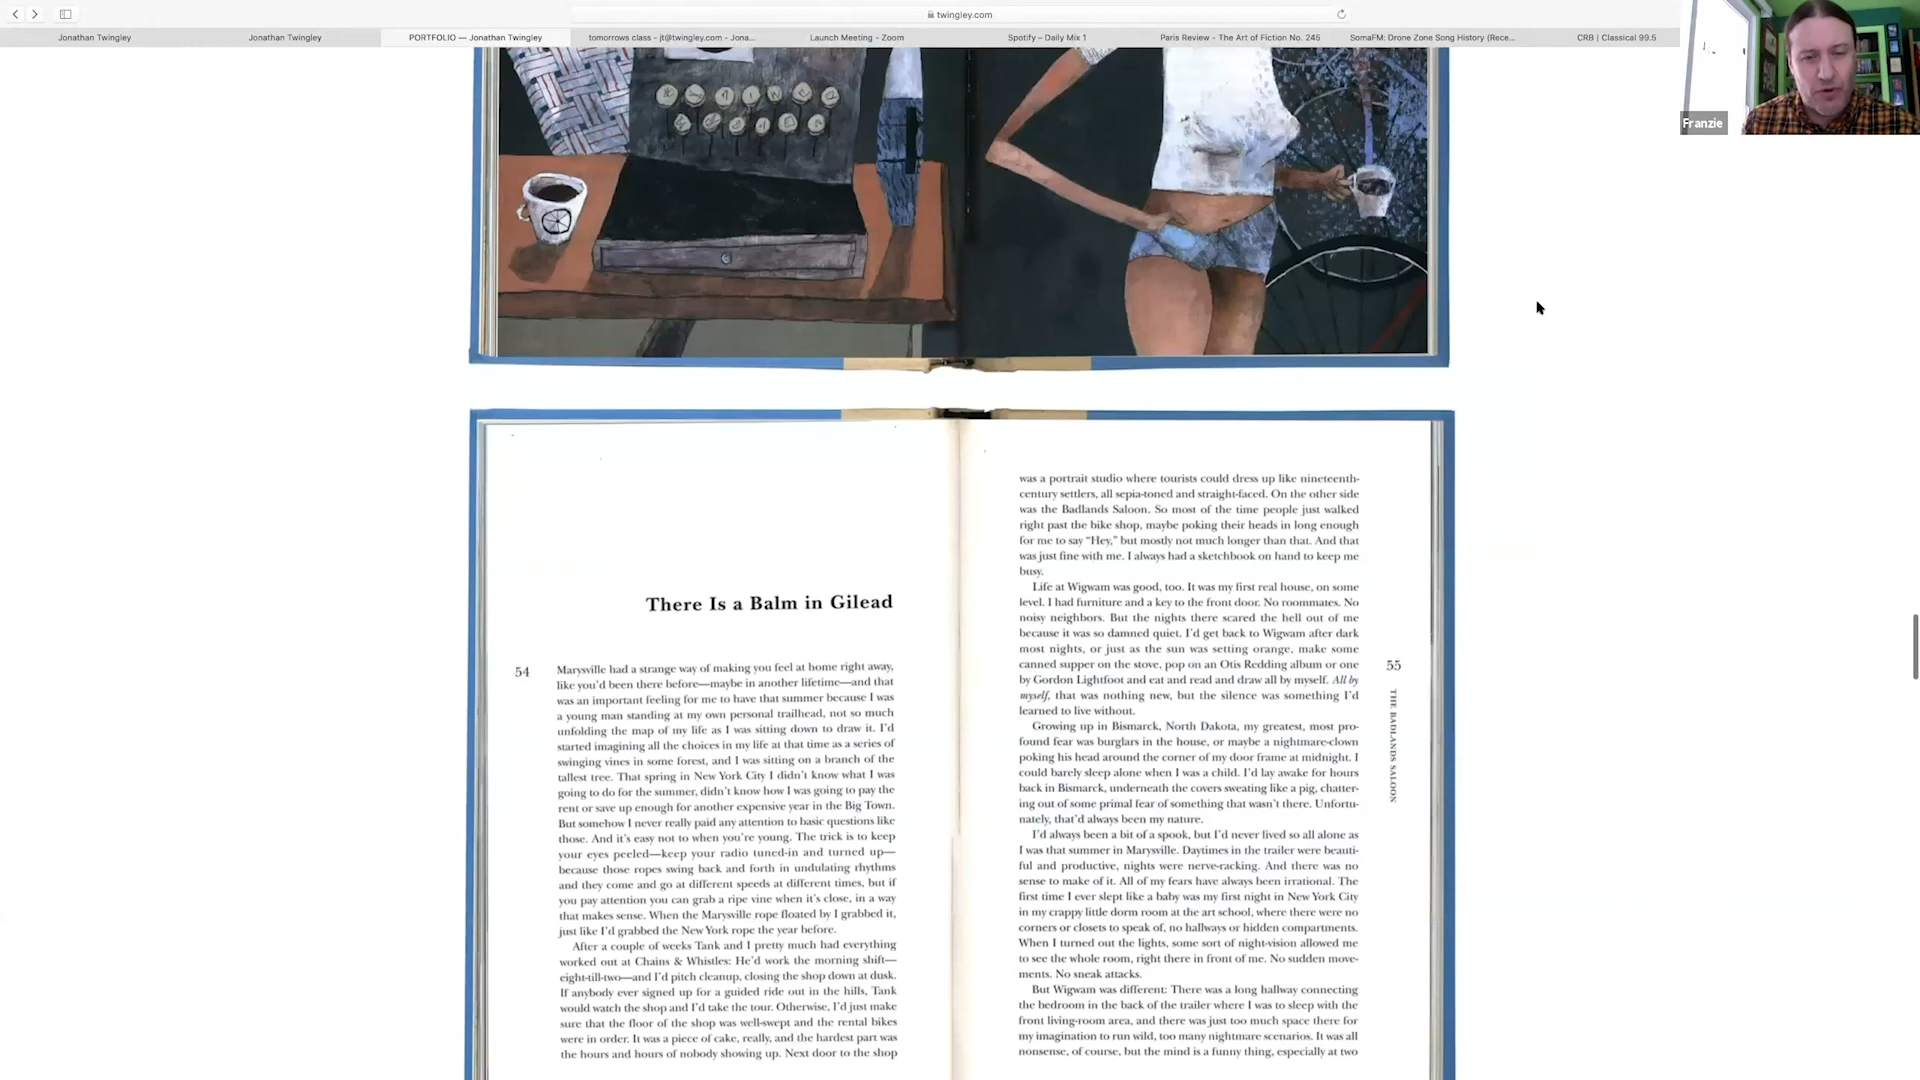 twingley.com
Jonathan Twingley
Jonathan Twingley
PORTFOLIO — Jonathan Twingley
tomorrows class - jt@twingley.com - Jona...
Launch Meeting - Zoom
Spotify – Daily Mix 1
Paris Review - The Art of Fiction No. 245
SomaFM: Drone Zone Song History (Rece...
CRB | Classical 99.5
Franzie
There Is a Balm in Gilead
54
Marysville had a strange way of making you feel at home right away,
like you'd been there before—maybe in another lifetime—and that
was an important feeling for me to have that summer because I was
a young man standing at my own personal trailhead, not so much
unfolding the map of my life as I was sitting down to draw it. I'd
started imagining all the choices in my life at that time as a series of
swinging vines in some forest, and I was sitting on a branch of the
tallest tree. That spring in New York City I didn't know what I was
going to do for the summer, didn't know how I was going to pay the
rent or save up enough for another expensive year in the Big Town.
But somehow I never really paid any attention to basic questions like
those. And it's easy not to when you're young. The trick is to keep
your eyes peeled—keep your radio tuned-in and turned up—
because those ropes swing back and forth in undulating rhythms
and they come and go at different speeds at different times, but if
you pay attention you can grab a ripe vine when it's close, in a way
that makes sense. When the Marysville rope floated by I grabbed it,
just like I'd grabbed the New York rope the year before.
After a couple of weeks Tank and I pretty much had everything
worked out at Chains & Whistles: He'd work the morning shift—
eight-till-two—and I'd pitch cleanup, closing the shop down at dusk.
If anybody ever signed up for a guided ride out in the hills, Tank
would watch the shop and I'd take the tour. Otherwise, I'd just make
sure that the floor of the shop was well-swept and the rental bikes
were in order. It was a piece of cake, really, and the hardest part was
the hours and hours of nobody showing up. Next door to the shop
was a portrait studio where tourists could dress up like nineteenth-
century settlers, all sepia-toned and straight-faced. On the other side
was the Badlands Saloon. So most of the time people just walked
right past the bike shop, maybe poking their heads in long enough
for me to say “Hey,” but mostly not much longer than that. And that
was just fine with me. I always had a sketchbook on hand to keep me
busy.
Life at Wigwam was good, too. It was my first real house, on some
level. I had furniture and a key to the front door. No roommates. No
noisy neighbors. But the nights there scared the hell out of me
because it was so damned quiet. I'd get back to Wigwam after dark
most nights, or just as the sun was setting orange, make some
canned supper on the stove, pop on an Otis Redding album or one
by Gordon Lightfoot and eat and read and draw all by myself. All by
myself, that was nothing new, but the silence was something I'd
learned to live without.
Growing up in Bismarck, North Dakota, my greatest, most pro-
found fear was burglars in the house, or maybe a nightmare-clown
poking his head around the corner of my door frame at midnight. I
could barely sleep alone when I was a child. I'd lay awake for hours
back in Bismarck, underneath the covers sweating like a pig, chatter-
ing out of some primal fear of something that wasn't there. Unfortu-
nately, that'd always been my nature.
I'd always been a bit of a spook, but I'd never lived so all alone as
I was that summer in Marysville. Daytimes in the trailer were beauti-
ful and productive, nights were nerve-racking. And there was no
sense to make of it. All of my fears have always been irrational. The
first time I ever slept like a baby was my first night in New York City
in my crappy little dorm room at the art school, where there were no
corners or closets to speak of, no hallways or hidden compartments.
When I turned out the lights, some sort of night-vision allowed me
to see the whole room, right there in front of me. No sudden move-
ments. No sneak attacks.
But Wigwam was different: There was a long hallway connecting
the bedroom in the back of the trailer where I was to sleep with the
front living-room area, and there was just too much space there for
my imagination to run wild, too many nightmare scenarios. It was all
nonsense, of course, but the mind is a funny thing, especially at two
55
THE BADLANDS SALOON